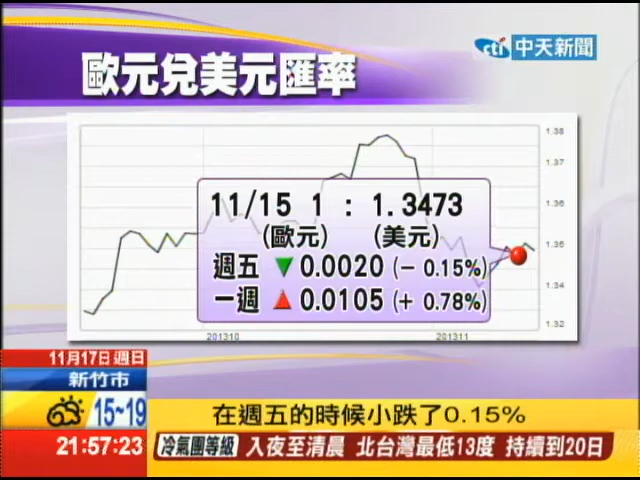 cti 中天新聞
歐元兌美元匯率
1.38
1.37
1.36
1.35
1.34
1.32
201310
201311
11/15 1 : 1.3473
(歐元) (美元)
週五 ▼ 0.0020 (－ 0.15%)
一週 ▲ 0.0105 (+ 0.78%)
11月17日 週日
新竹市
15~19
在週五的時候小跌了0.15%
21:57:23
冷氣團等級 入夜至清晨 北台灣最低13度 持續到20日